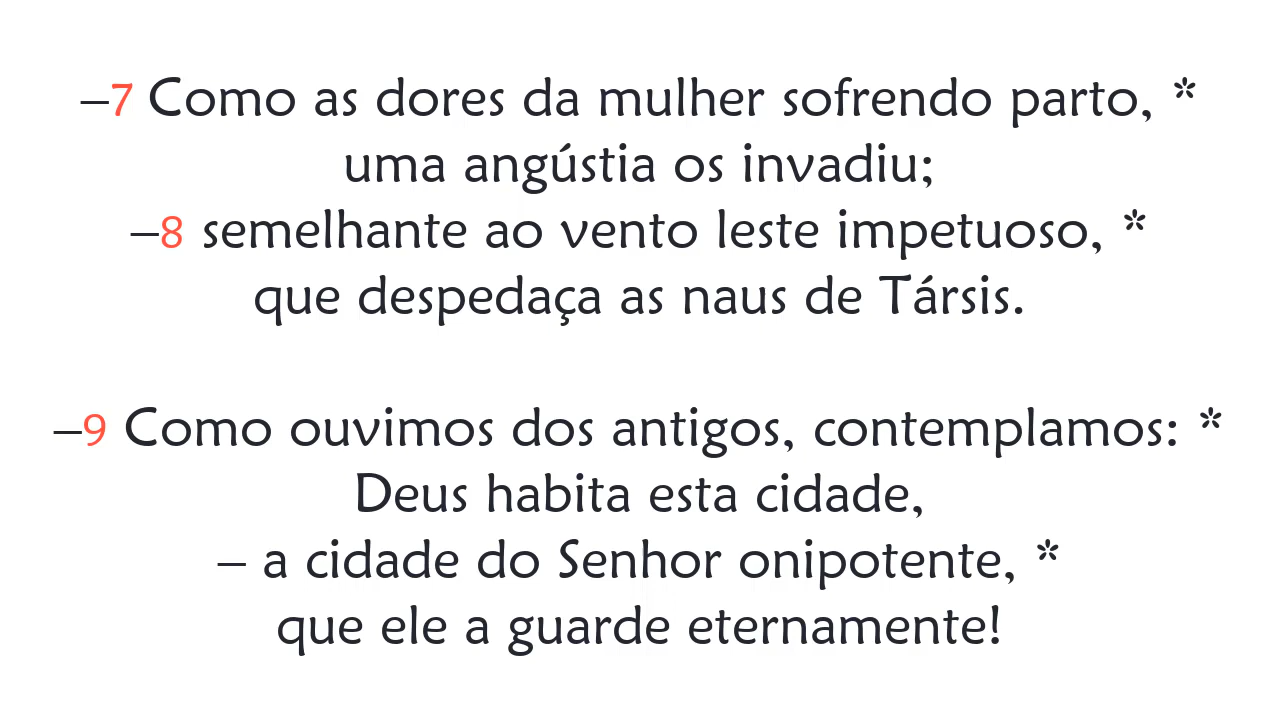 –7 Como as dores da mulher sofrendo parto, *
uma angústia os invadiu;
–8 semelhante ao vento leste impetuoso, *
que despedaça as naus de Társis.
–9 Como ouvimos dos antigos, contemplamos: *
Deus habita esta cidade,
– a cidade do Senhor onipotente, *
que ele a guarde eternamente!